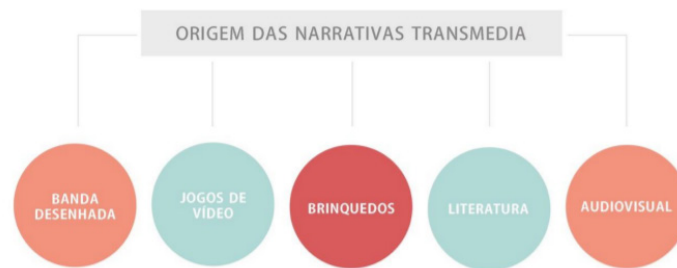 ORIGEM DAS NARRATIVAS TRANSMEDIA
BANDA
DESENHADA
JOGOS DE
VÍDEO
BRINQUEDOS
LITERATURA
AUDIOVISUAL